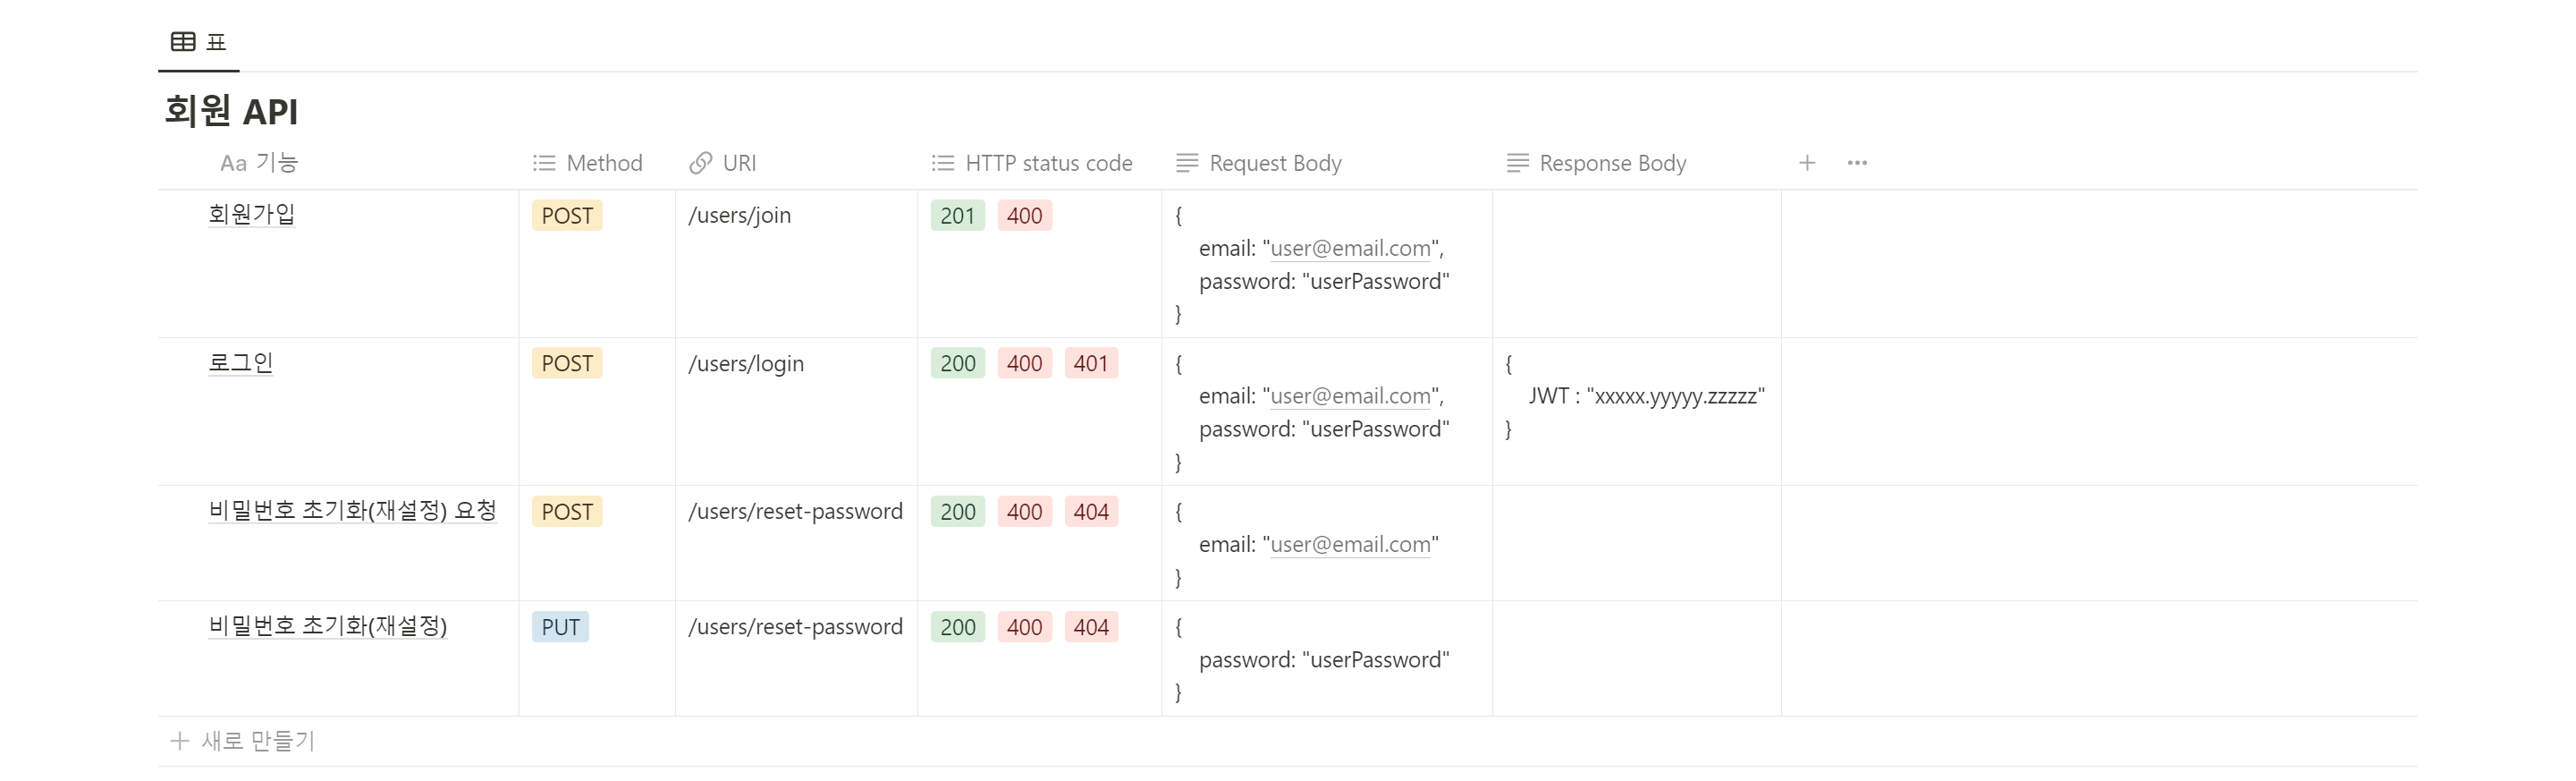 표
회원 API
Aa 기능 Method URI HTTP status code Request Body Response Body
회원가입 POST /users/join 201 400 {
email: "user@email.com",
password: "userPassword"
}
로그인 POST /users/login 200 400 401 { {
email: "user@email.com", JWT : "xxxxx.yyyyy.zzzzz"
password: "userPassword" }
}
비밀번호 초기화(재설정) 요청 POST /users/reset-password 200 400 404 {
email: "user@email.com"
}
비밀번호 초기화(재설정) PUT /users/reset-password 200 400 404 {
password: "userPassword"
}
새로 만들기